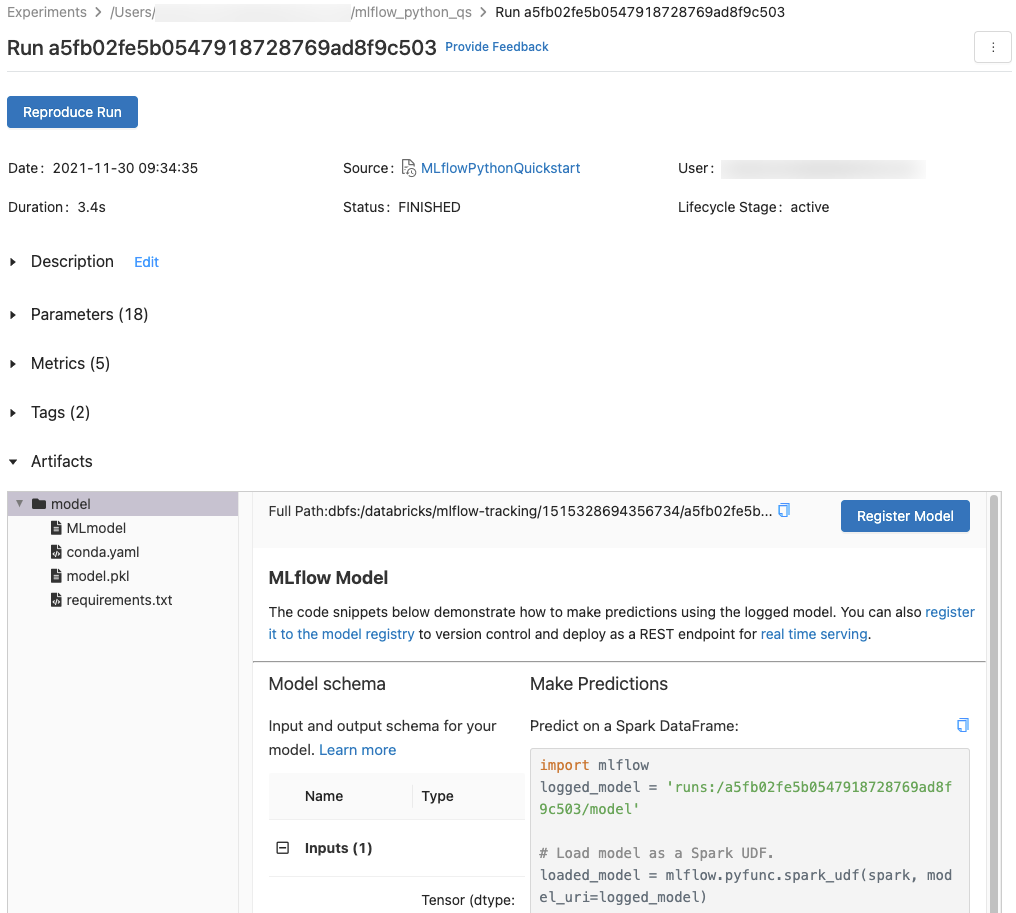 Experiments > /Users/ /mlflow_python_qs > Run a5fb02fe5b0547918728769ad8f9c503
Run a5fb02fe5b0547918728769ad8f9c503 Provide Feedback
Reproduce Run
Date: 2021-11-30 09:34:35 Source: MLflowPythonQuickstart User:
Duration: 3.4s Status: FINISHED Lifecycle Stage: active
Description Edit
Parameters (18)
Metrics (5)
Tags (2)
Artifacts
model
MLmodel
conda.yaml
model.pkl
requirements.txt
Full Path:dbfs:/databricks/mlflow-tracking/1515328694356734/a5fb02fe5b...
Register Model
MLflow Model
The code snippets below demonstrate how to make predictions using the logged model. You can also register
it to the model registry to version control and deploy as a REST endpoint for real time serving.
Model schema
Input and output schema for your
model. Learn more
Name Type
Inputs (1)
Tensor (dtype:
Make Predictions
Predict on a Spark DataFrame:
import mlflow
logged_model = 'runs:/a5fb02fe5b0547918728769ad8f
9c503/model'
# Load model as a Spark UDF.
loaded_model = mlflow.pyfunc.spark_udf(spark, mod
el_uri=logged_model)